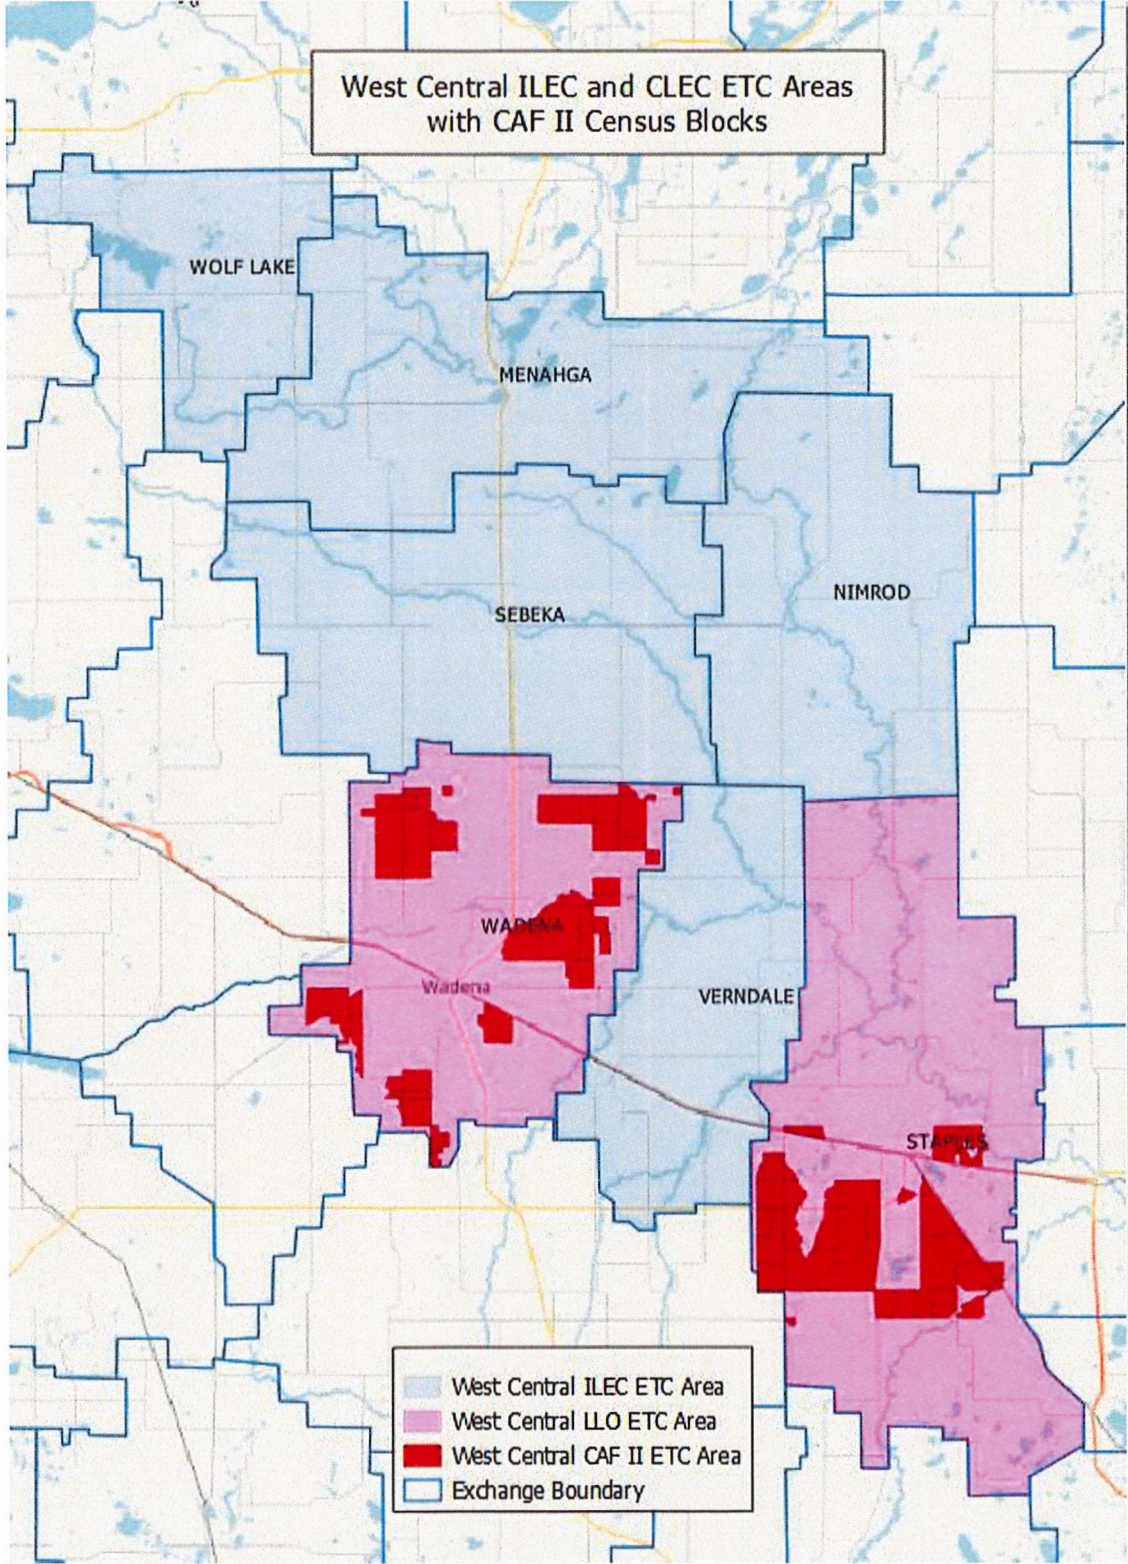 West Central ILEC and CLEC ETC Areas
with CAF II Census Blocks
WOLF LAKE
MENAHGA
NIMROD
SEBEKA
WADENA
Wadena
VERNDALE
STAPLES
West Central ILEC ETC Area
West Central LLO ETC Area
West Central CAF II ETC Area
Exchange Boundary